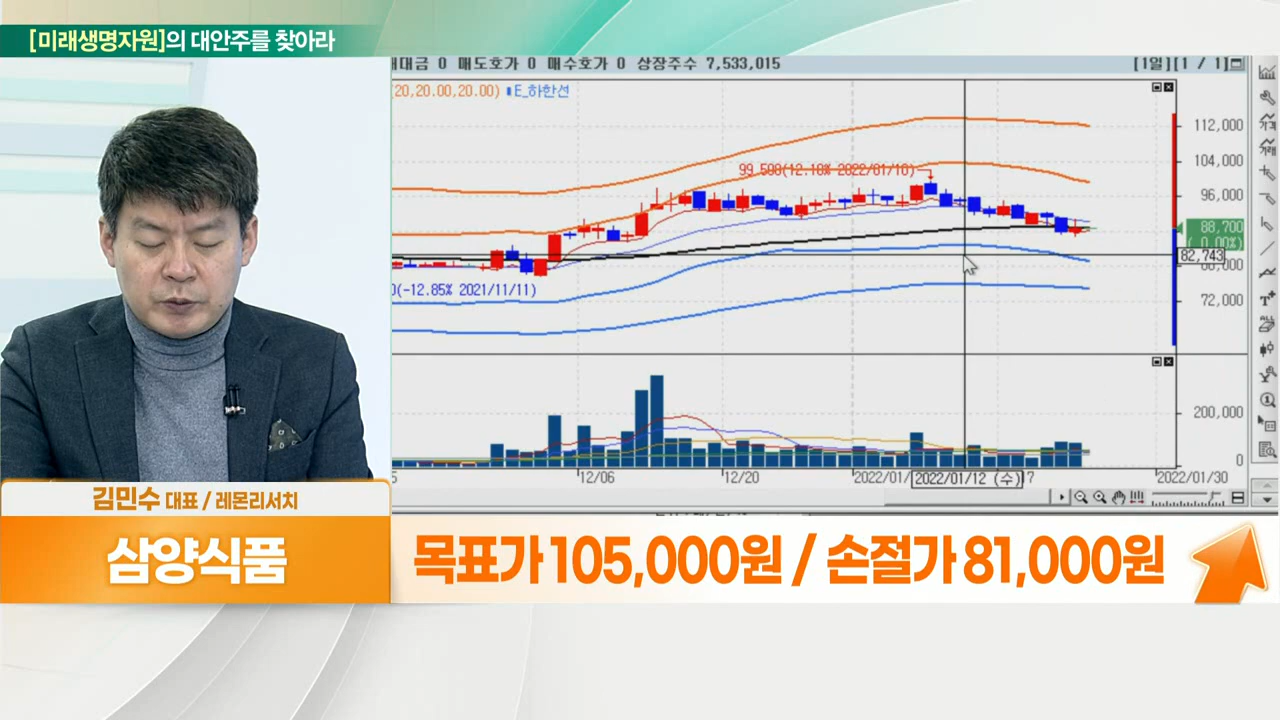 [미래생명자원]의 대안주를 찾아라
대금 0 매도호가 0 매수호가 0 상장주수 7,533,015
[1일][1 / 1]
(20,20.00,20.00) E_하한선
112,000
104,000
99,500(12.18% 2022/01/10)
96,000
88,700
( 0.00%)
82,743
80,000
(-12.85% 2021/11/11)
72,000
200,000
0
12/06
12/20
2022/01/
2022/01/12 (수)
2022/01/30
김민수 대표 / 레몬리서치
삼양식품
목표가 105,000원 / 손절가 81,000원